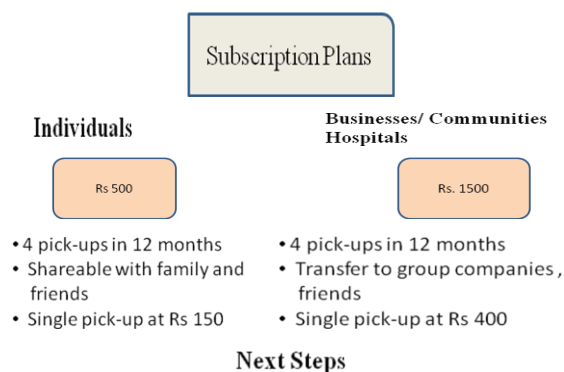 Subscription Plans
Individuals
Rs 500
• 4 pick-ups in 12 months
• Shareable with family and
friends
• Single pick-up at Rs 150
Businesses/ Communities
Hospitals
Rs. 1500
• 4 pick-ups in 12 months
• Transfer to group companies ,
friends
• Single pick-up at Rs 400
Next Steps